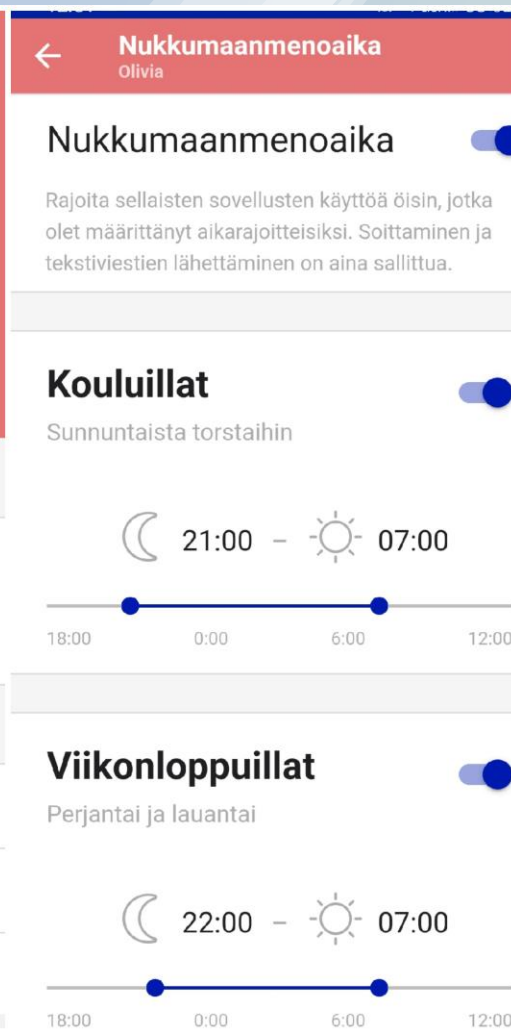 Nukkumaanmenoaika
Olivia
Nukkumaanmenoaika
Rajoita sellaisten sovellusten käyttöä öisin, jotka
olet määrittänyt aikarajoitteisiksi. Soittaminen ja
tekstiviestien lähettäminen on aina sallittua.
Kouluillat
Sunnuntaista torstaihin
21:00 – 07:00
18:00 0:00 6:00 12:00
Viikonloppuillat
Perjantai ja lauantai
22:00 – 07:00
18:00 0:00 6:00 12:00